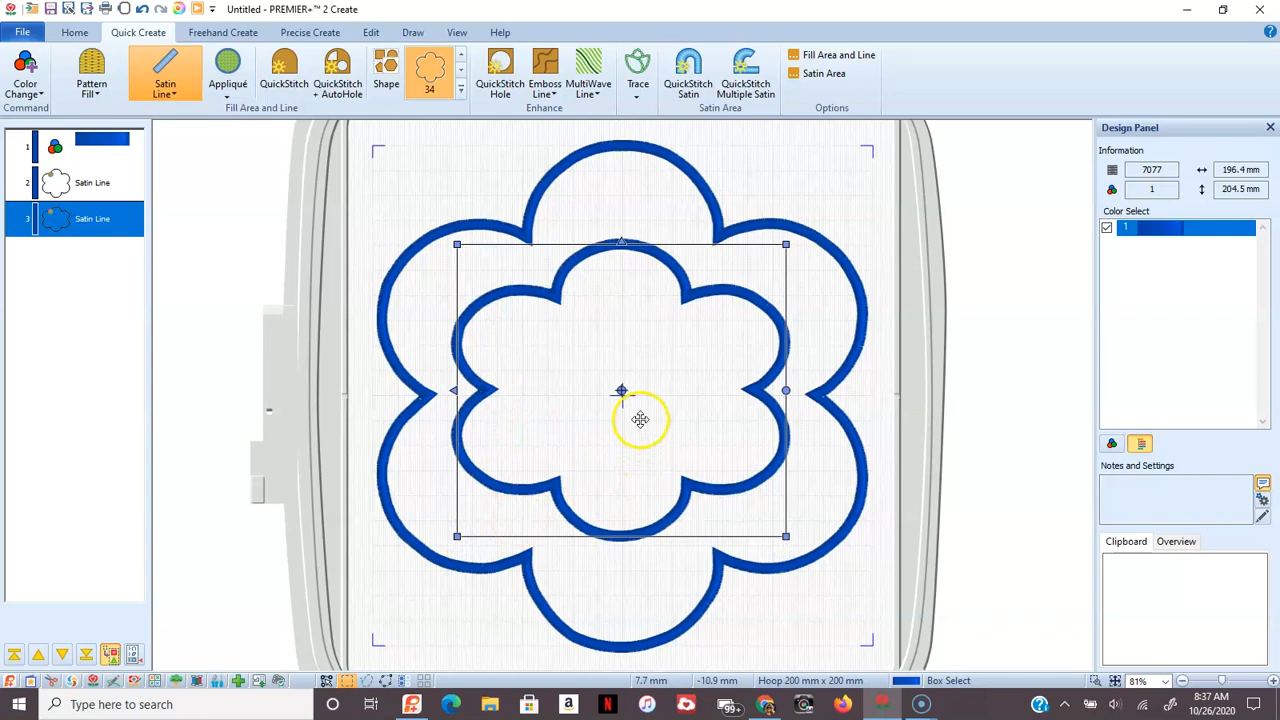 Untitled - PREMIER+™ 2 Create
File Home Quick Create Freehand Create Precise Create Edit Draw View Help
Color Change
Pattern Fill
Satin Line
Appliqué
QuickStitch
QuickStitch + AutoHole
Shape
34
QuickStitch Hole
Emboss Line
MultiWave Line
Trace
QuickStitch Satin
QuickStitch Multiple Satin
Fill Area and Line
Satin Area
Command
Fill Area and Line
Enhance
Satin Area
Options
1
2 Satin Line
3 Satin Line
Design Panel
Information
7077 196.4 mm
1 204.5 mm
Color Select
1
Notes and Settings
Clipboard Overview
7.7 mm -10.9 mm Hoop 200 mm x 200 mm Box Select 81%
Type here to search
99+
8:37 AM
10/26/2020